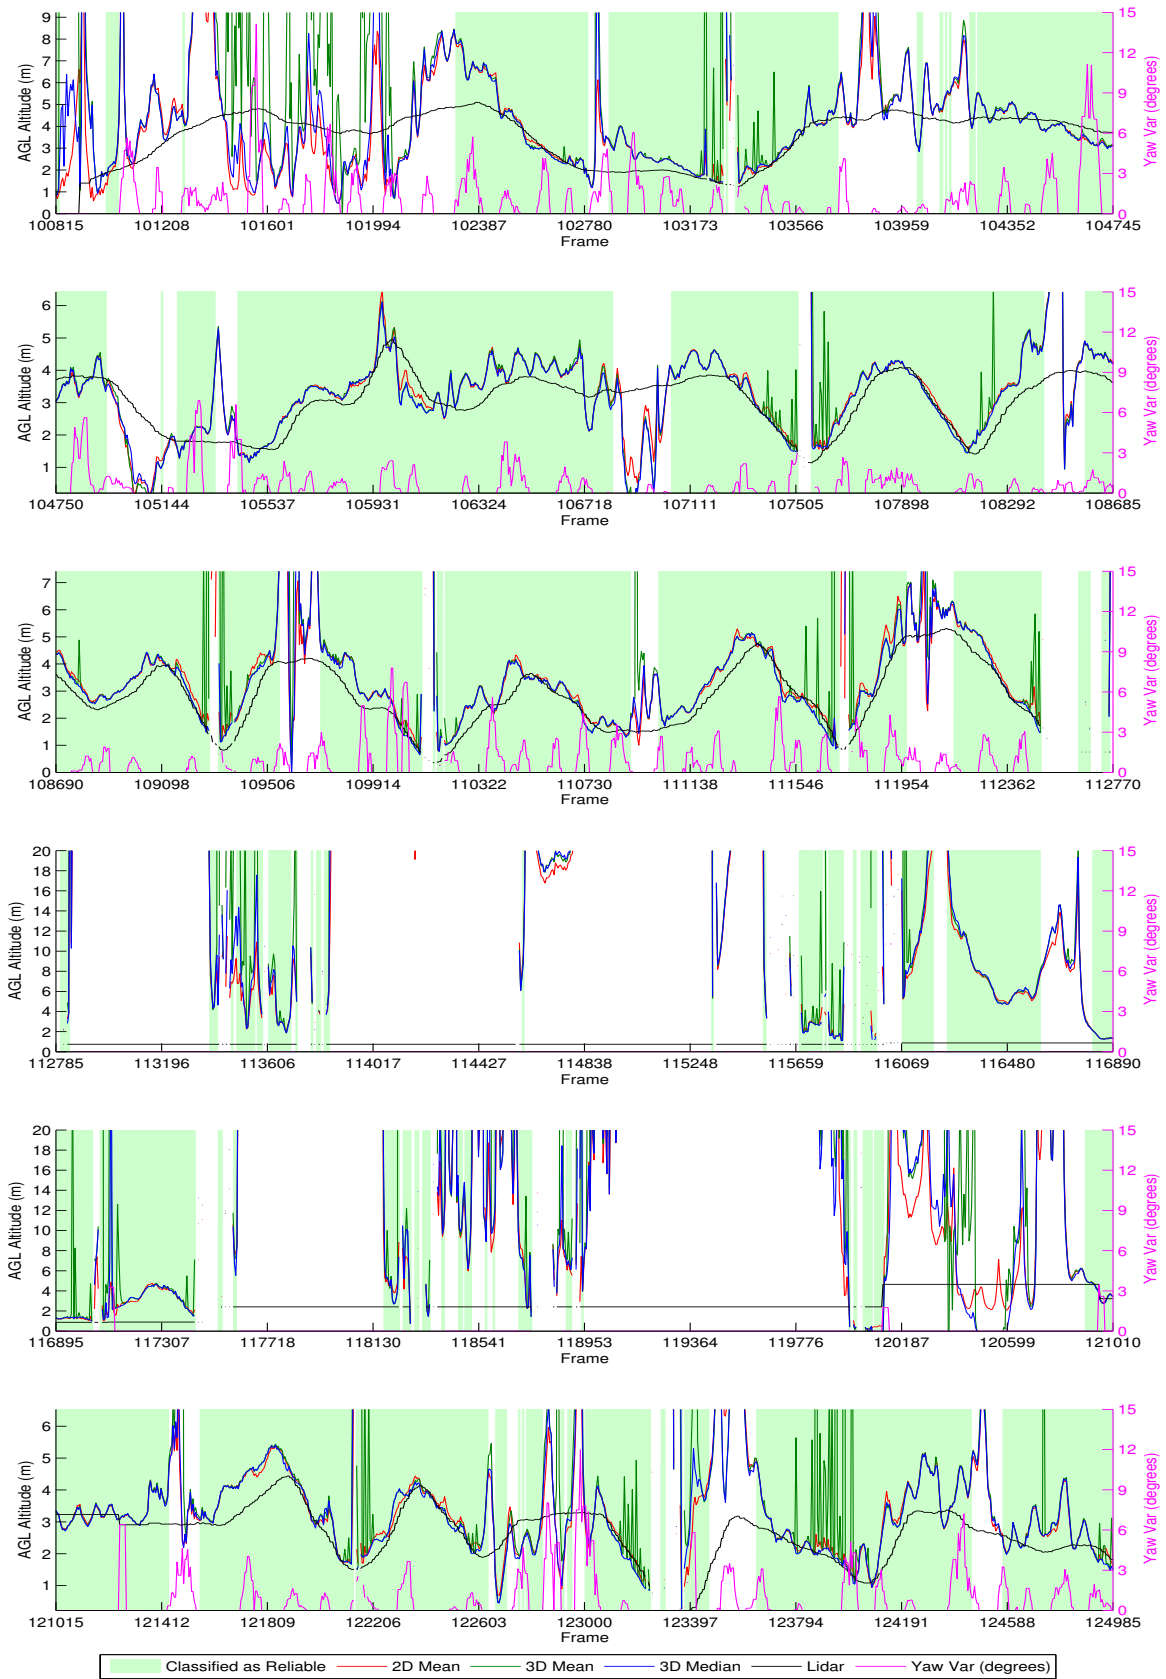 9 8 7 6 5 4 3 2 1 0
AGL Altitude (m)
15 12 9 6 3 0
Yaw Var (degrees)
100815 101208 101601 101994 102387 102780 103173 103566 103959 104352 104745
Frame
6 5 4 3 2 1
AGL Altitude (m)
15 12 9 6 3 0
Yaw Var (degrees)
104750 105144 105537 105931 106324 106718 107111 107505 107898 108292 108685
Frame
7 6 5 4 3 2 1 0
AGL Altitude (m)
15 12 9 6 3 0
Yaw Var (degrees)
108690 109098 109506 109914 110322 110730 111138 111546 111954 112362 112770
Frame
20 18 16 14 12 10 8 6 4 2 0
AGL Altitude (m)
15 12 9 6 3 0
Yaw Var (degrees)
112785 113196 113606 114017 114427 114838 115248 115659 116069 116480 116890
Frame
20 18 16 14 12 10 8 6 4 2 0
AGL Altitude (m)
15 12 9 6 3 0
Yaw Var (degrees)
116895 117307 117718 118130 118541 118953 119364 119776 120187 120599 121010
Frame
6 5 4 3 2 1
AGL Altitude (m)
15 12 9 6 3 0
Yaw Var (degrees)
121015 121412 121809 122206 122603 123000 123397 123794 124191 124588 124985
Frame
Classified as Reliable 2D Mean 3D Mean 3D Median Lidar Yaw Var (degrees)